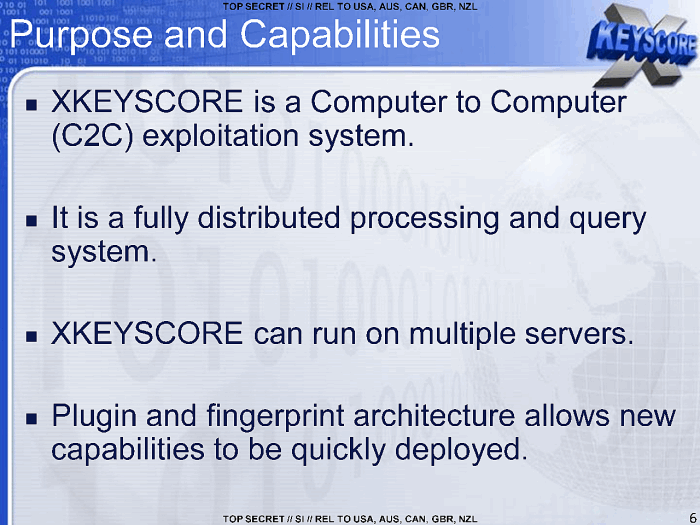 TOP SECRET // SI // REL TO USA, AUS, CAN, GBR, NZL
Purpose and Capabilities
X
KEYSCORE
■ XKEYSCORE is a Computer to Computer
(C2C) exploitation system.
■ It is a fully distributed processing and query
system.
■ XKEYSCORE can run on multiple servers.
■ Plugin and fingerprint architecture allows new
capabilities to be quickly deployed.
TOP SECRET // SI // REL TO USA, AUS, CAN, GBR, NZL
6